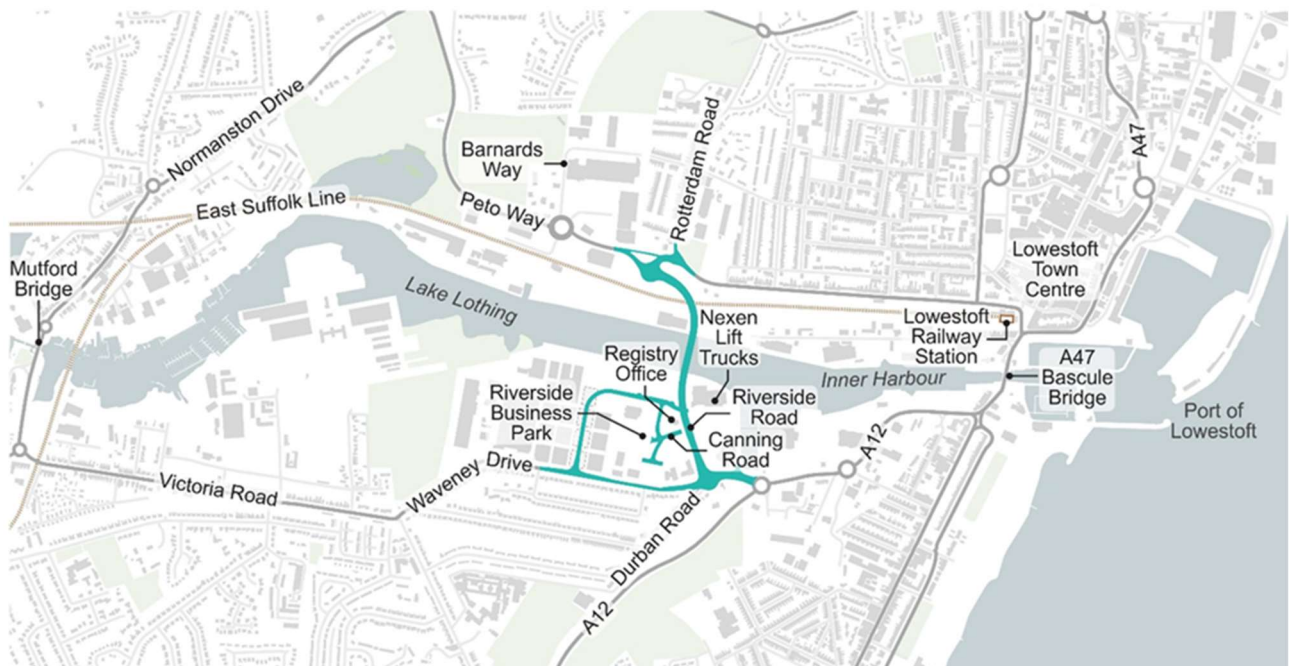 Normanston Drive
A47
Rotterdam Road
Barnards
Way
East Suffolk Line
Peto Way
Lowestoft
Town
Centre
Mutford
Bridge
Lake Lothing
Nexen
Lift
Trucks
Lowestoft
Railway
Station
Registry
Office
A47
Bascule
Bridge
Inner Harbour
Riverside
Business
Park
Riverside
Road
Port of
Lowestoft
Canning
Road
A12
Waveney Drive
Victoria Road
Durban Road
A12